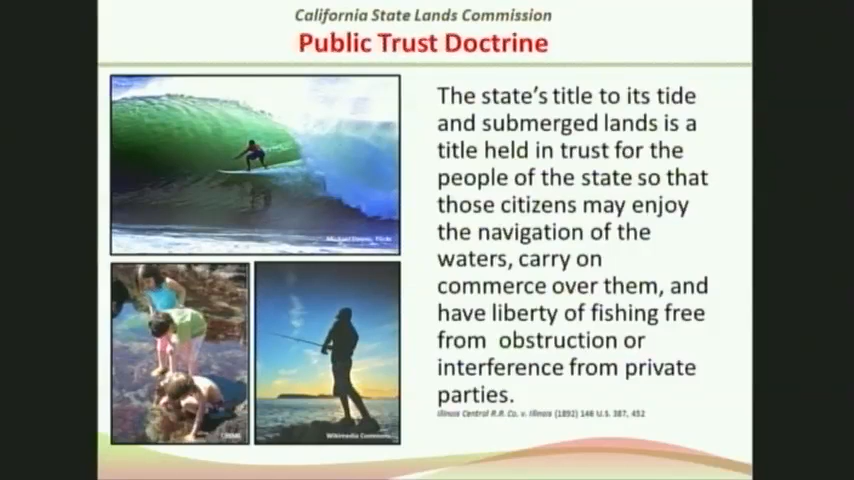 California State Lands Commission
Public Trust Doctrine
The state's title to its tide
and submerged lands is a
title held in trust for the
people of the state so that
those citizens may enjoy
the navigation of the
waters, carry on
commerce over them, and
have liberty of fishing free
from obstruction or
interference from private
parties.
Illinois Central R.R. Co. v. Illinois (1892) 146 U.S. 387, 452
Wikimedia Commons